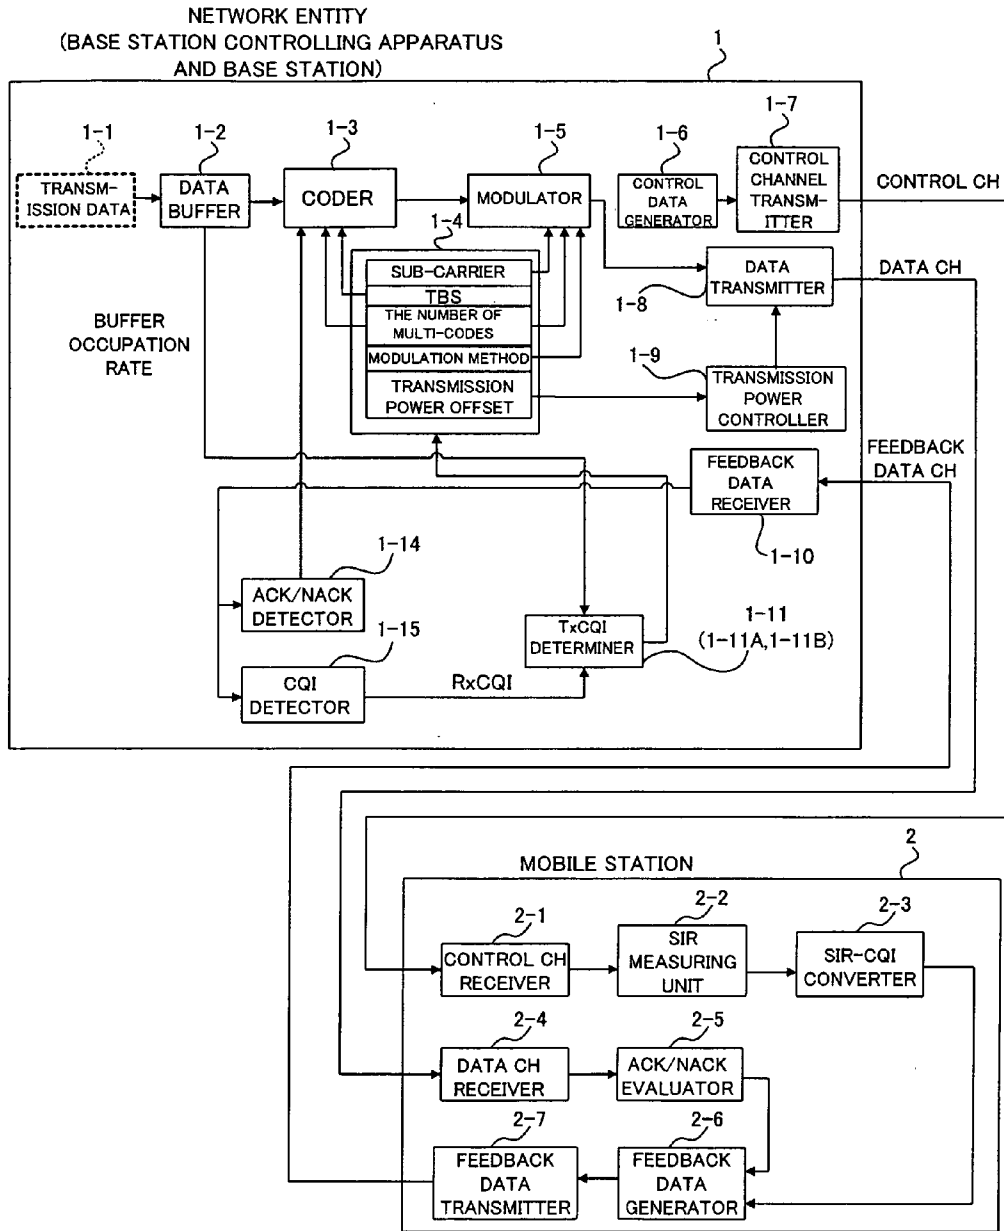 NETWORK ENTITY
(BASE STATION CONTROLLING APPARATUS
AND BASE STATION)
1
1-1
1-2
1-3
1-5
1-6
1-7
TRANSM-
ISSION DATA
DATA
BUFFER
CODER
MODULATOR
CONTROL DATA
GENERATOR
CONTROL
CHANNEL
TRANSM-
ITTER
CONTROL CH
1-4
SUB-CARRIER
TBS
THE NUMBER OF
MULTI-CODES
MODULATION METHOD
TRANSMISSION
POWER OFFSET
BUFFER
OCCUPATION
RATE
1-8
DATA
TRANSMITTER
DATA CH
1-9
TRANSMISSION
POWER
CONTROLLER
FEEDBACK
DATA
RECEIVER
FEEDBACK
DATA CH
1-10
1-14
ACK/NACK
DETECTOR
1-15
CQI
DETECTOR
RxCQI
TxCQI
DETERMINER
1-11
(1-11A,1-11B)
MOBILE STATION
2
2-1
CONTROL CH
RECEIVER
2-2
SIR
MEASURING
UNIT
2-3
SIR-CQI
CONVERTER
2-4
DATA CH
RECEIVER
2-5
ACK/NACK
EVALUATOR
2-7
FEEDBACK
DATA
TRANSMITTER
2-6
FEEDBACK
DATA
GENERATOR